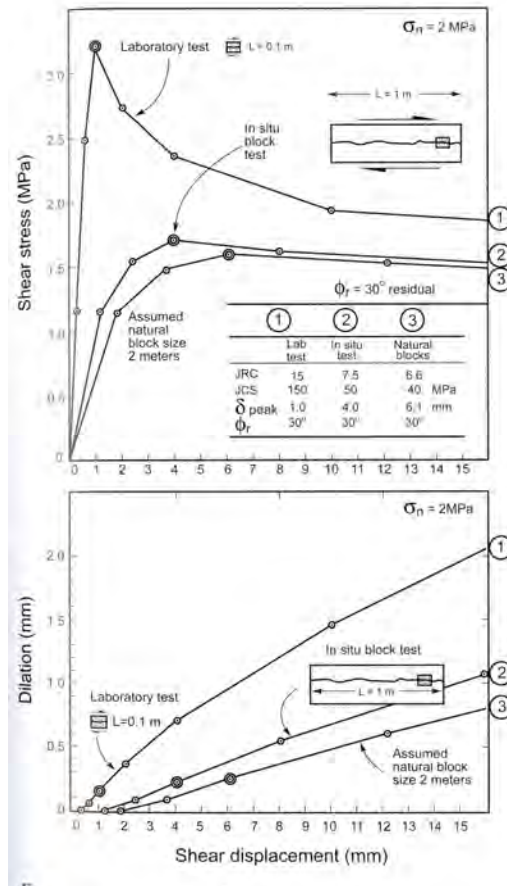 σn = 2 MPa
Laboratory test L = 0.1 m
3.0
L = 1 m
In situ
block
test
2.5
2.0
1
Shear stress (MPa)
1.5
2
3
φr = 30° residual
Assumed
natural
block size
2 meters
1 2 3
Lab test In situ test Natural blocks
1.0
JRC 15 7.5 6.6
JCS 150 50 40 MPa
δ peak 1.0 4.0 6.1 mm
φr 30° 30° 30°
0
0 1 2 3 4 5 6 7 8 9 10 11 12 13 14 15
σn = 2MPa
1
2.0
Dilation (mm)
1.5
In situ block test
L = 1 m
2
1.0
Laboratory test
L=0.1 m
3
0.5
Assumed
natural block
size 2 meters
0
0 1 2 3 4 5 6 7 8 9 10 11 12 13 14 15
Shear displacement (mm)